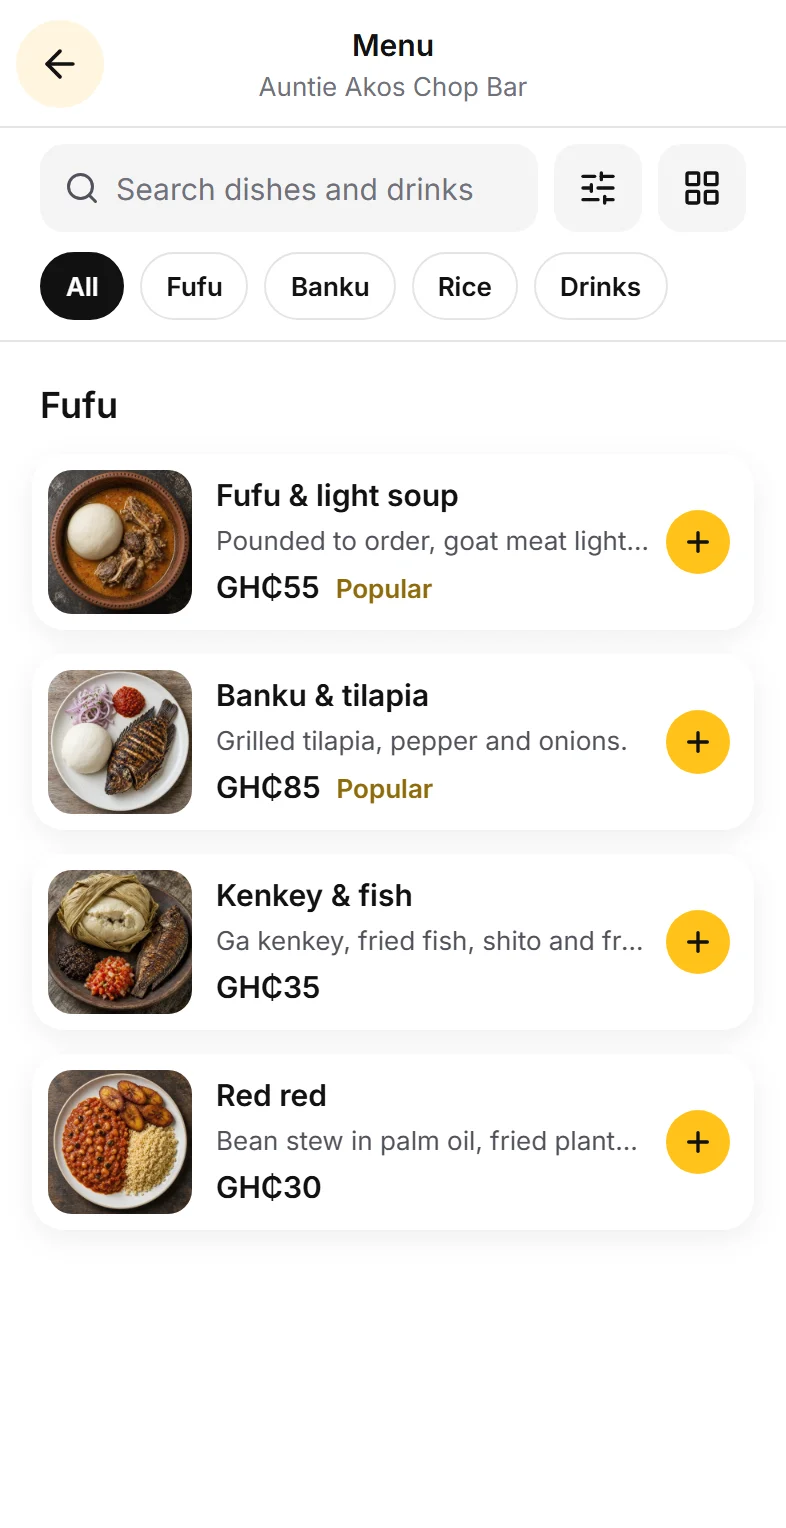 Menu
Auntie Akos Chop Bar
Search dishes and drinks
All
Fufu
Banku
Rice
Drinks
Fufu
Fufu & light soup
Pounded to order, goat meat light...
GH₵55 Popular
Banku & tilapia
Grilled tilapia, pepper and onions.
GH₵85 Popular
Kenkey & fish
Ga kenkey, fried fish, shito and fr...
GH₵35
Red red
Bean stew in palm oil, fried plant...
GH₵30